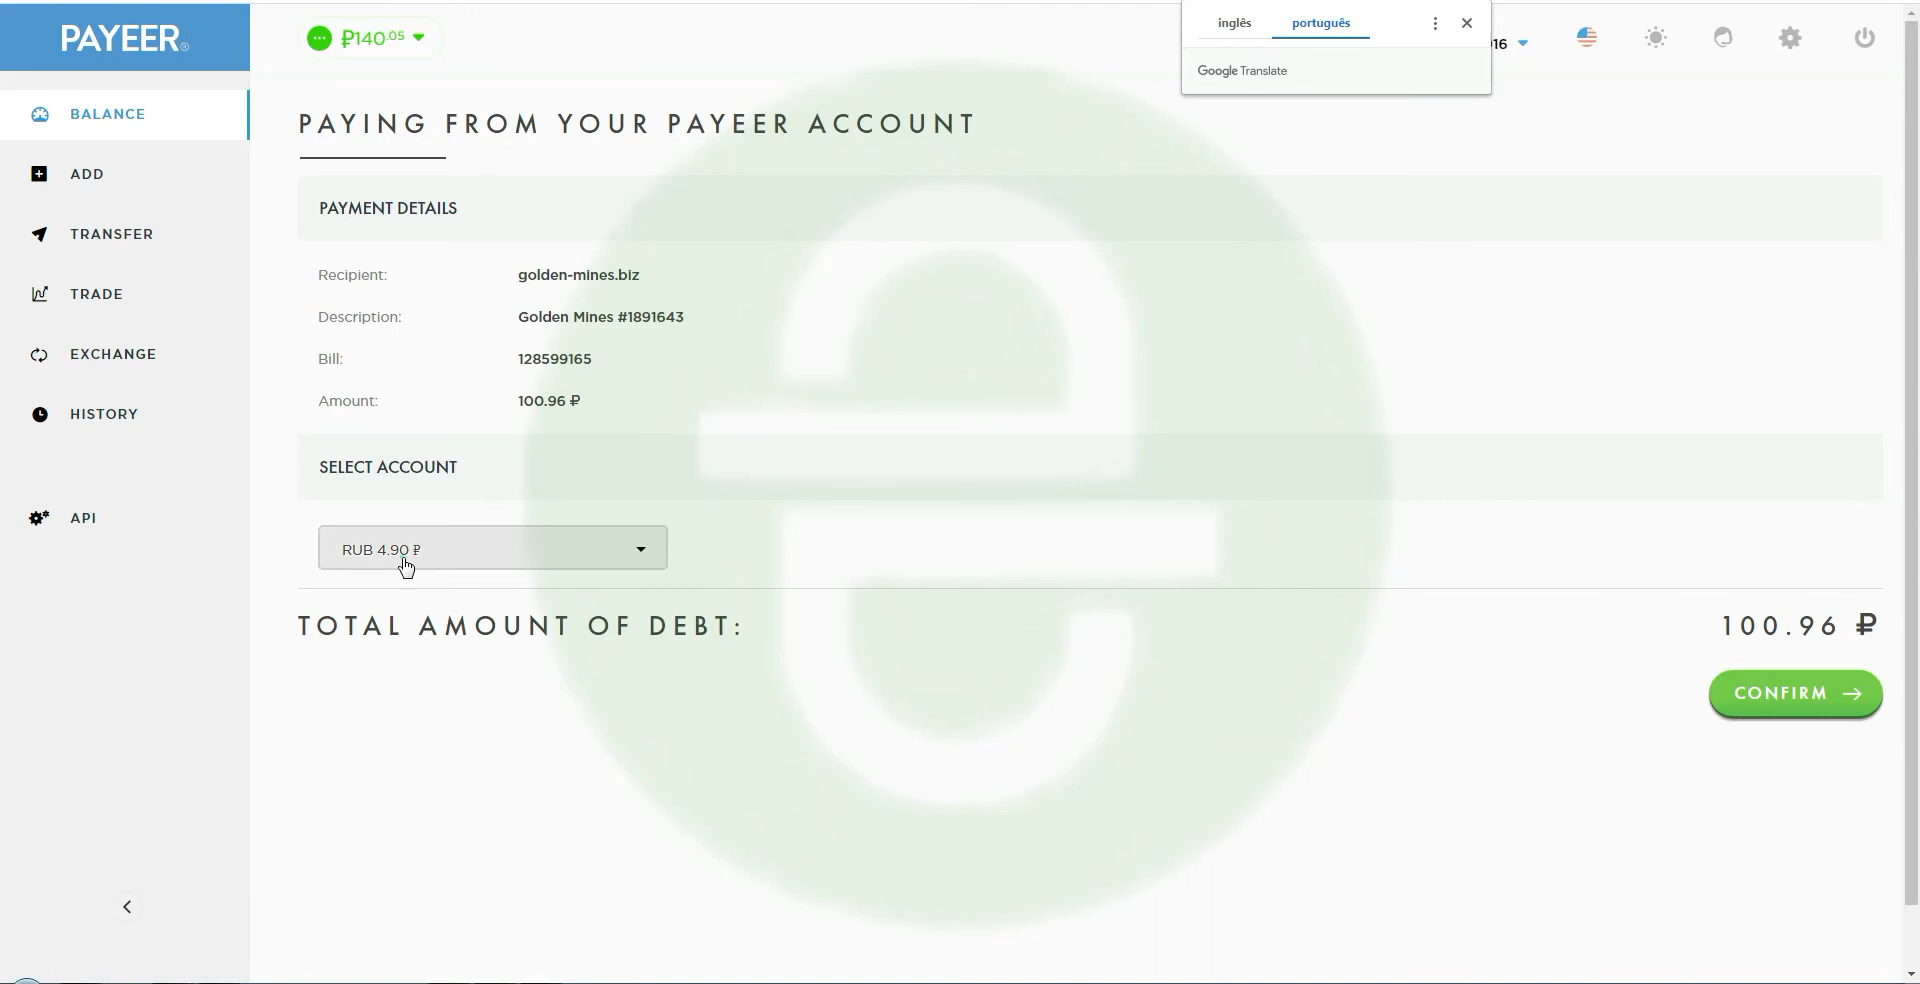 PAYEER®
₽140.05
inglês português
16
Google Translate
BALANCE
ADD
TRANSFER
TRADE
EXCHANGE
HISTORY
API
PAYING FROM YOUR PAYEER ACCOUNT
PAYMENT DETAILS
Recipient: golden-mines.biz
Description: Golden Mines #1891643
Bill: 128599165
Amount: 100.96 ₽
SELECT ACCOUNT
RUB 4.90 ₽
TOTAL AMOUNT OF DEBT: 100.96 ₽
CONFIRM →